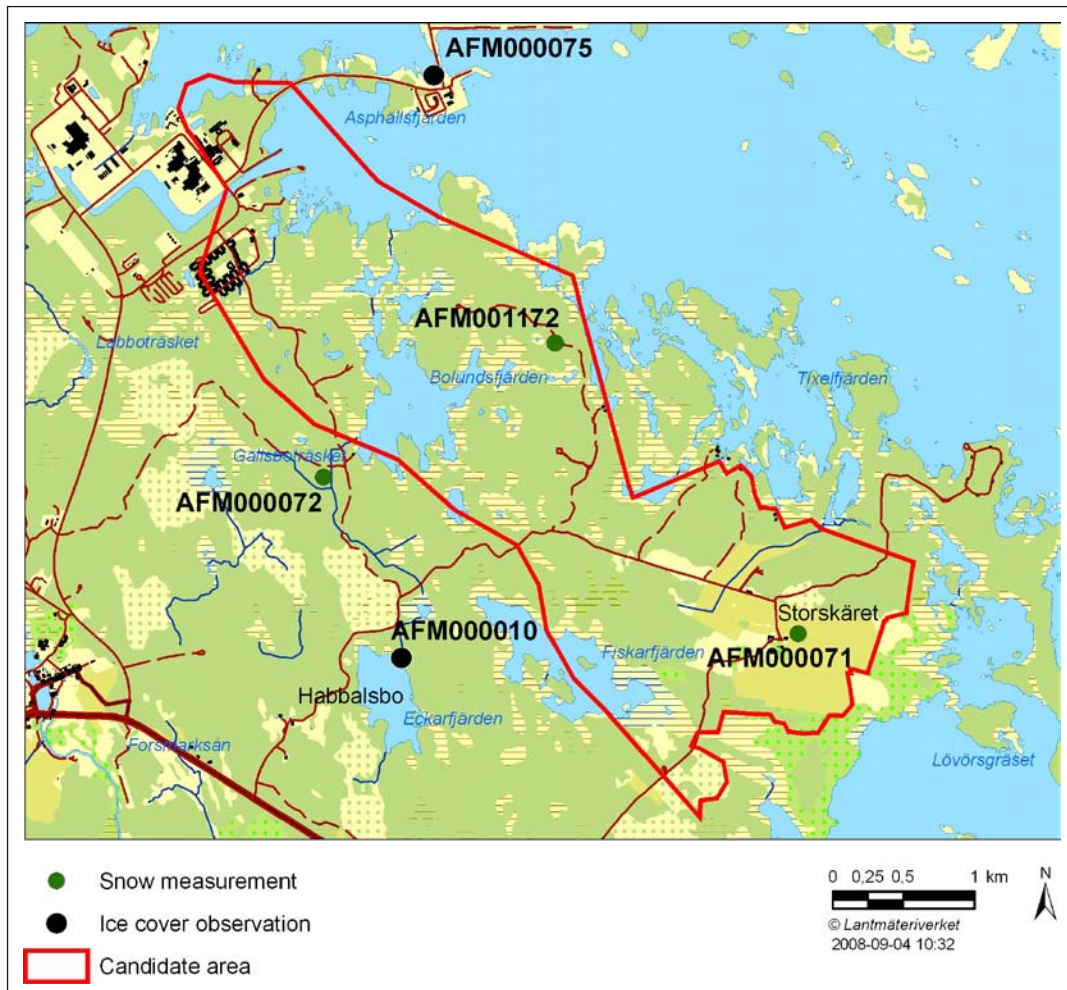 AFM000075
Asphällsfjärden
AFM001172
Labboträsket
Bolundsfjärden
Tixelfjärden
Gällsboträsket
AFM000072
Storskäret
AFM000010
Fiskarfjärden
AFM000071
Habbalsbo
Eckarfjärden
Forsmarksån
Lövörsgräset
Snow measurement
Ice cover observation
Candidate area
0 0,25 0,5 1 km
N
© Lantmäteriverket
2008-09-04 10:32